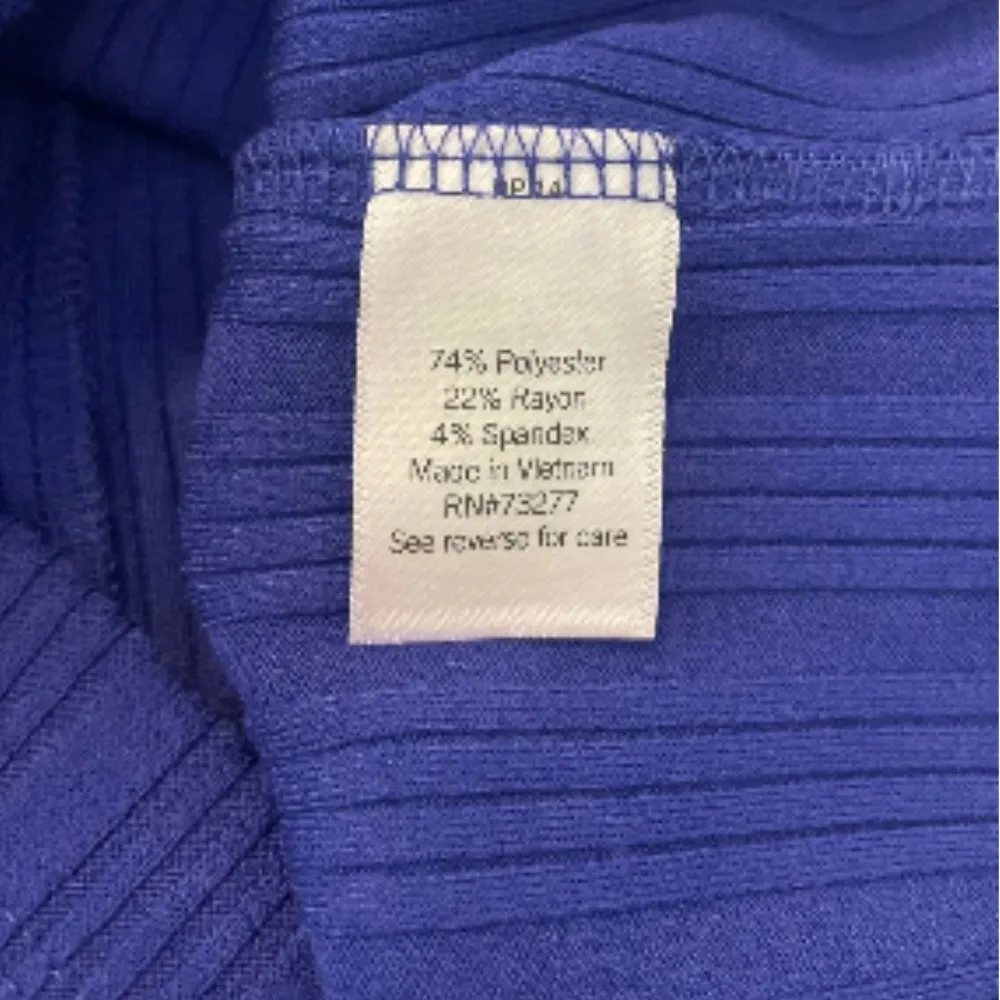 74% Polyester
22% Rayon
4% Spandex
Made in Vietnam
RN#73277
See reverse for care